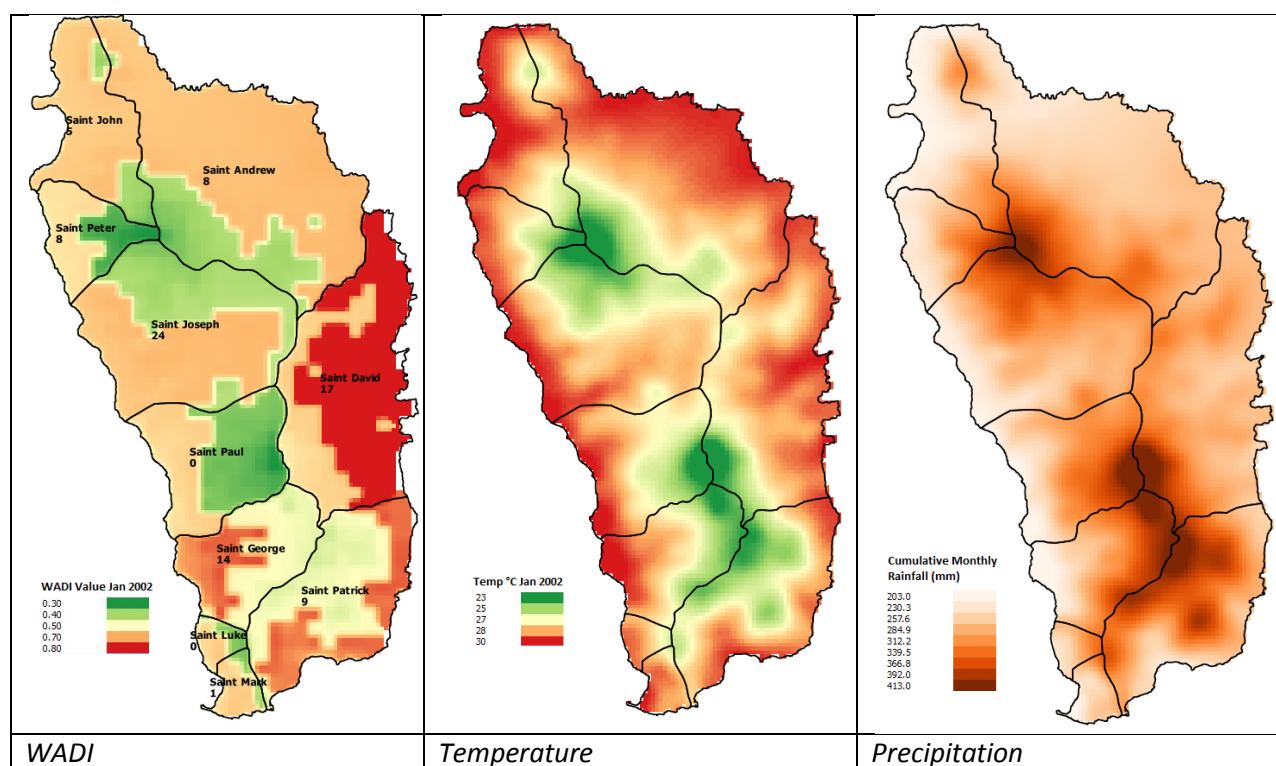 Saint John
5
Saint Andrew
8
Saint Peter
8
Saint Joseph
24
Saint David
17
Saint Paul
0
Saint George
14
Saint Patrick
9
Saint Luke
0
Saint Mark
1
WADI Value Jan 2002
0.30
0.40
0.50
0.70
0.80
Temp °C Jan 2002
23
25
27
28
30
Cumulative Monthly
Rainfall (mm)
203.0
230.3
257.6
284.9
312.2
339.5
366.8
392.0
413.0
WADI
Temperature
Precipitation